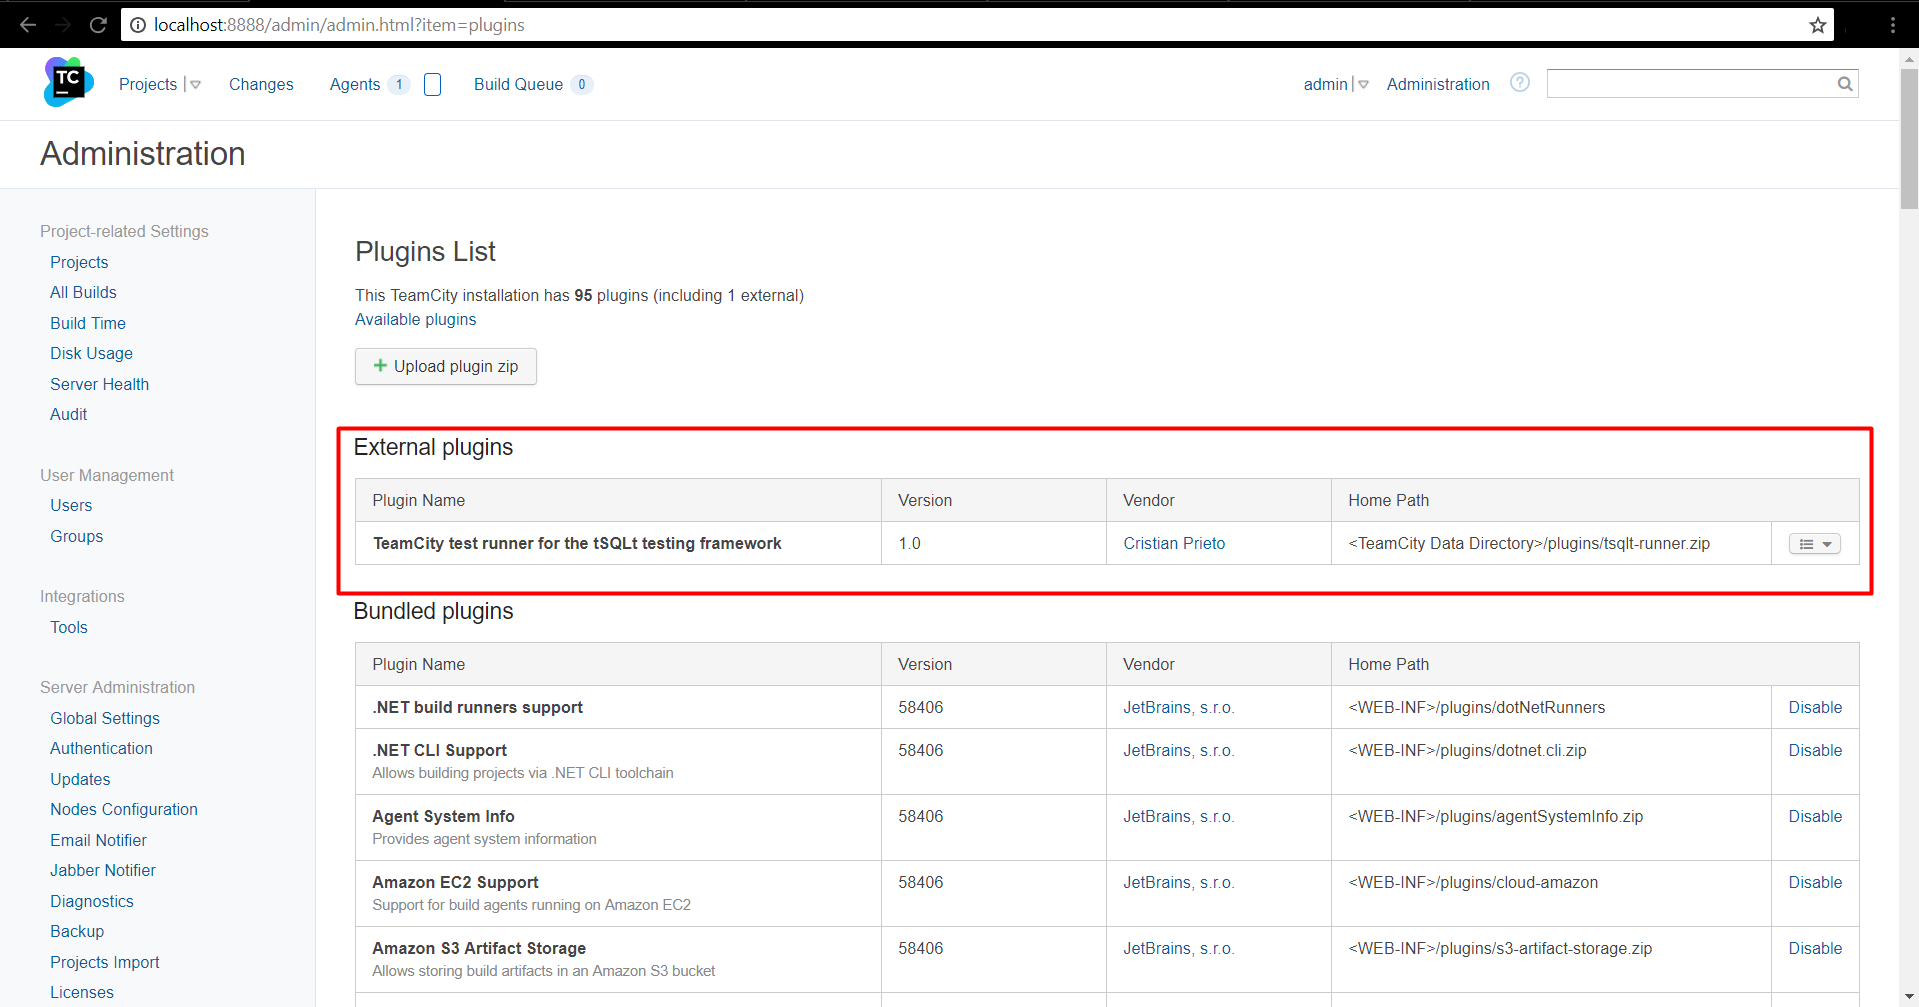 localhost:8888/admin/admin.html?item=plugins
TC
Projects
Changes
Agents 1
Build Queue 0
admin
Administration
?
Administration
Project-related Settings
Projects
All Builds
Build Time
Disk Usage
Server Health
Audit
User Management
Users
Groups
Integrations
Tools
Server Administration
Global Settings
Authentication
Updates
Nodes Configuration
Email Notifier
Jabber Notifier
Diagnostics
Backup
Projects Import
Licenses
Plugins List
This TeamCity installation has 95 plugins (including 1 external)
Available plugins
+ Upload plugin zip
External plugins
Plugin Name Version Vendor Home Path
TeamCity test runner for the tSQLt testing framework 1.0 Cristian Prieto <TeamCity Data Directory>/plugins/tsqlt-runner.zip
Bundled plugins
Plugin Name Version Vendor Home Path
.NET build runners support 58406 JetBrains, s.r.o. <WEB-INF>/plugins/dotNetRunners Disable
.NET CLI Support 58406 JetBrains, s.r.o. <WEB-INF>/plugins/dotnet.cli.zip Disable
Allows building projects via .NET CLI toolchain
Agent System Info 58406 JetBrains, s.r.o. <WEB-INF>/plugins/agentSystemInfo.zip Disable
Provides agent system information
Amazon EC2 Support 58406 JetBrains, s.r.o. <WEB-INF>/plugins/cloud-amazon Disable
Support for build agents running on Amazon EC2
Amazon S3 Artifact Storage 58406 JetBrains, s.r.o. <WEB-INF>/plugins/s3-artifact-storage.zip Disable
Allows storing build artifacts in an Amazon S3 bucket